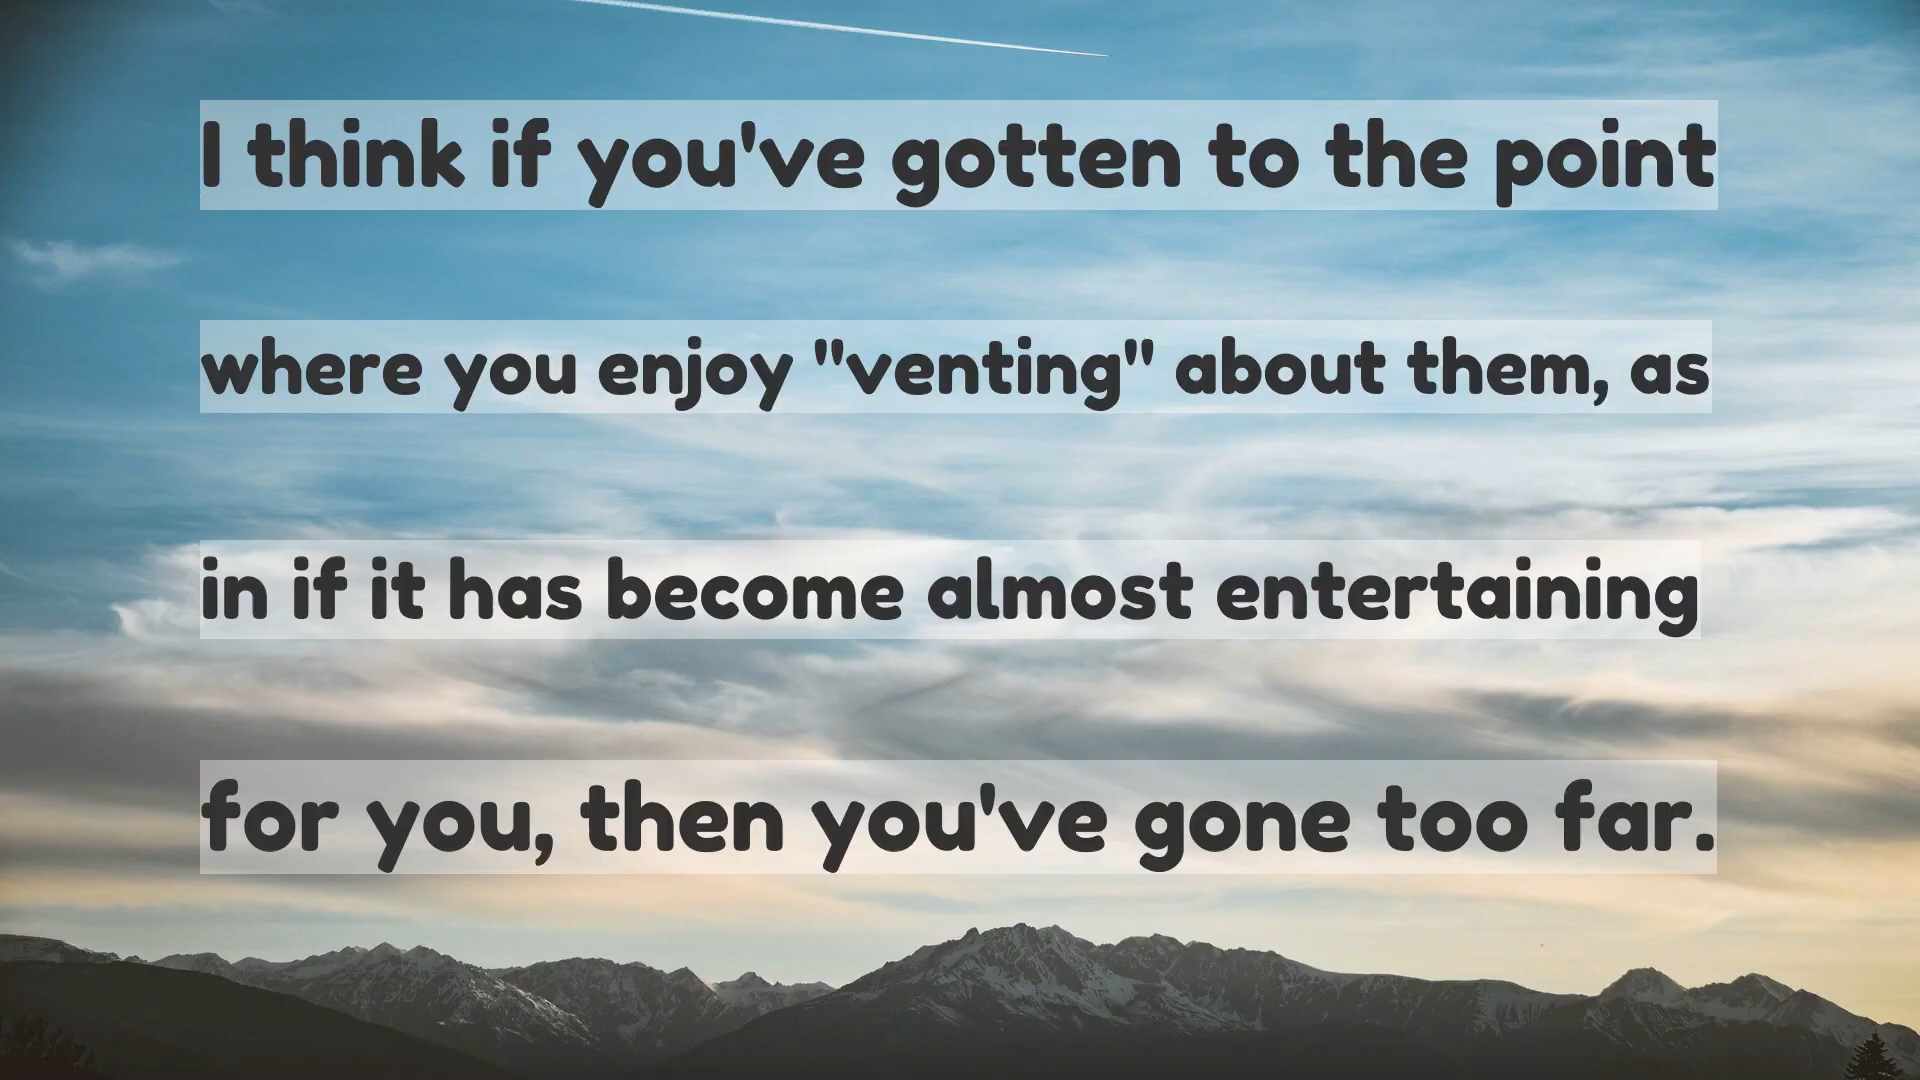 I think if you've gotten to the point
where you enjoy "venting" about them, as
in if it has become almost entertaining
for you, then you've gone too far.